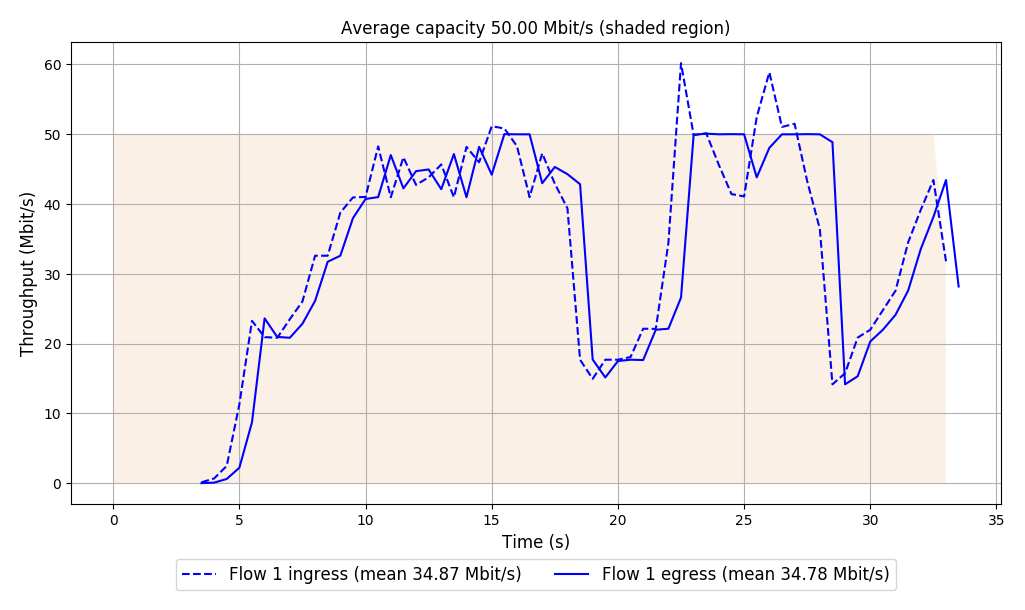 Average capacity 50.00 Mbit/s (shaded region)
Throughput (Mbit/s)
60
50
40
30
20
10
0
0 5 10 15 20 25 30 35
Time (s)
Flow 1 ingress (mean 34.87 Mbit/s) Flow 1 egress (mean 34.78 Mbit/s)